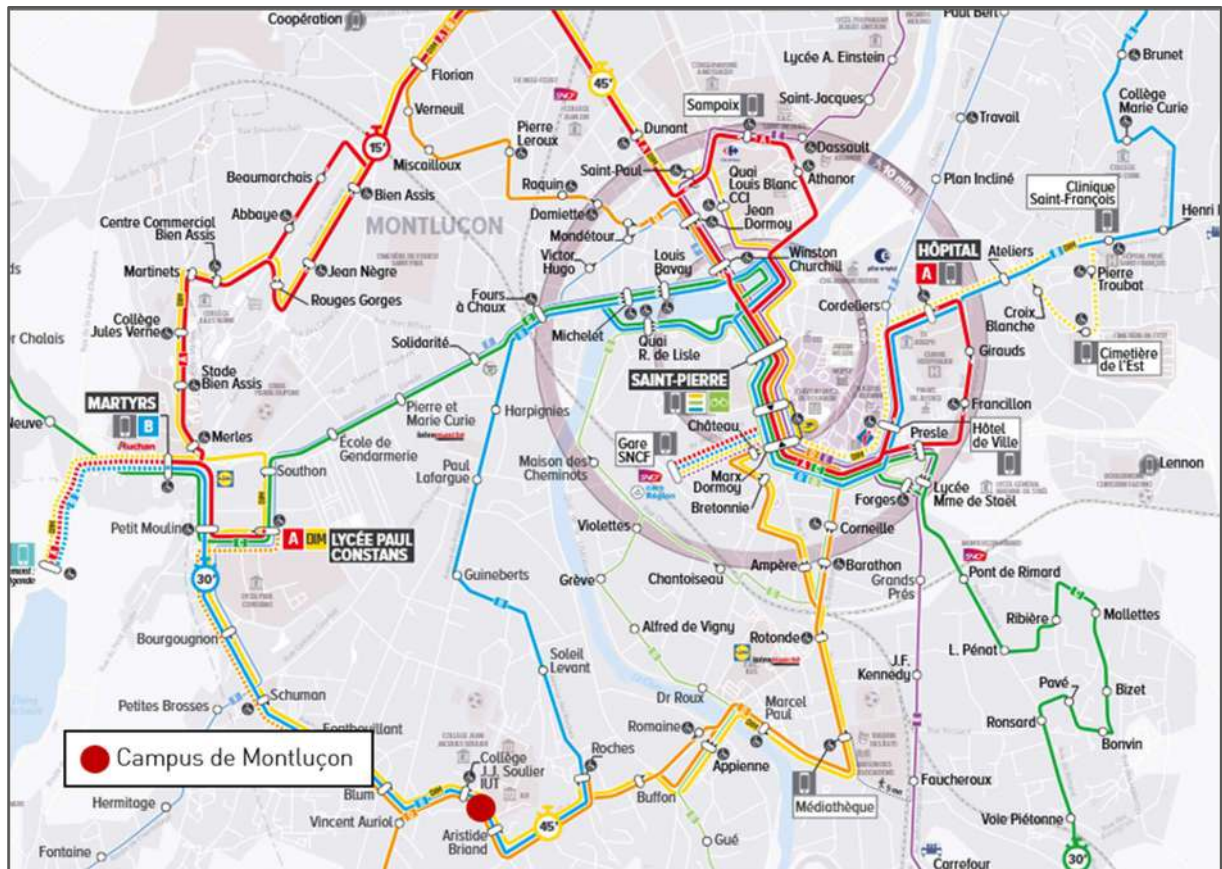 Coopération
Paul Bert
Florian
45'
Lycée A. Einstein
Brunet
Verneuil
Sampaix
Saint-Jacques
Collège
Marie Curie
15'
Pierre
Leroux
Dunant
Travail
Miscailloux
Dassault
Beaumarchais
Saint-Paul
Quai
Louis Blanc
CCI
Athanor
Plan Incliné
Clinique
Saint-François
Bien Assis
Raquin
Abbaye
Damiette
Jean
Dormoy
Henri
Centre Commercial
Bien Assis
MONTLUÇON
Mondétour
HÔPITAL
A
Ateliers
Martinets
Jean Nègre
Victor
Hugo
Louis
Bavay
Winston
Churchill
Pierre
Troubat
Rouges Gorges
Fours
à Chaux
Cordeliers
Croix
Blanche
Collège
Jules Verne
Michelet
Chalais
Solidarité
Quai
R. de Lisle
Girauds
Cimetière
de l'Est
Stade
Bien Assis
SAINT-PIERRE
MARTYRS
B
Auchan
Pierre et
Marie Curie
Harpignies
Château
Francillon
Neuve
Merles
École de
Gendarmerie
Gare
SNCF
Presle
Hôtel
de Ville
Southon
Paul
Lafargue
Maison des
Cheminots
Marx
Dormoy
Lycée
Mme de Staël
Lennon
Forges
Bretonnie
Petit Moulin
A DIM LYCÉE PAUL
CONSTANS
Violettes
Corneille
30'
Guineberts
Grève
Chantoiseau
Ampère
Barathon
Grands
Prés
Pont de Rimard
Ribière
Mallettes
Bourgougnon
Alfred de Vigny
Rotonde
Soleil
Levant
J.F.
Kennedy
L. Pénat
Petites Brosses
Schuman
Dr Roux
Marcel
Paul
Pavé
Bizet
Fontbouillant
Romaine
Ronsard
Bonvin
Campus de Montluçon
Collège
J.J. Soulier
IUT
Roches
Appienne
Faucheroux
Hermitage
Blum
Buffon
Médiathèque
Vincent Auriol
Aristide
Briand
45'
Voie Piétonne
Gué
Fontaine
Carrefour
30'